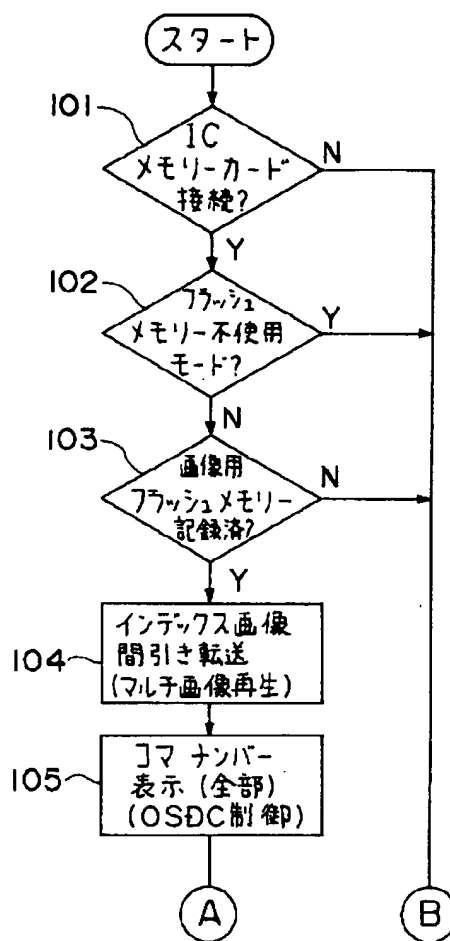 スタート
101
IC
メモリーカード
接続?
N
Y
102
フラッシュ
メモリー不使用
モード?
Y
N
103
画像用
フラッシュメモリー
記録済?
N
Y
104
インデックス画像
間引き転送
(マルチ画像再生)
105
コマ ナンバー
表示(全部)
(OSDC制御)
A
B